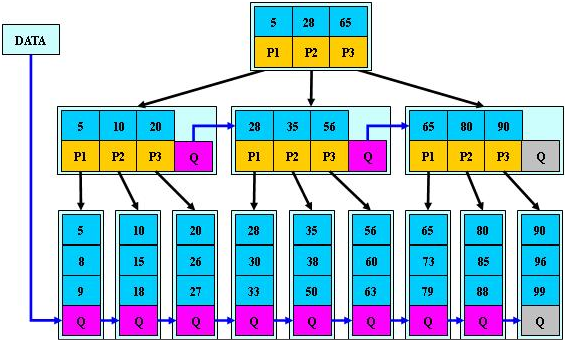 5 28 65
DATA
P1 P2 P3
5 10 20
28 35 56
65 80 90
P1 P2 P3 Q
P1 P2 P3 Q
P1 P2 P3 Q
5 10 20 28 35 56 65 80 90
8 15 26 30 38 60 73 85 96
9 18 27 33 50 63 79 88 99
Q Q Q Q Q Q Q Q Q